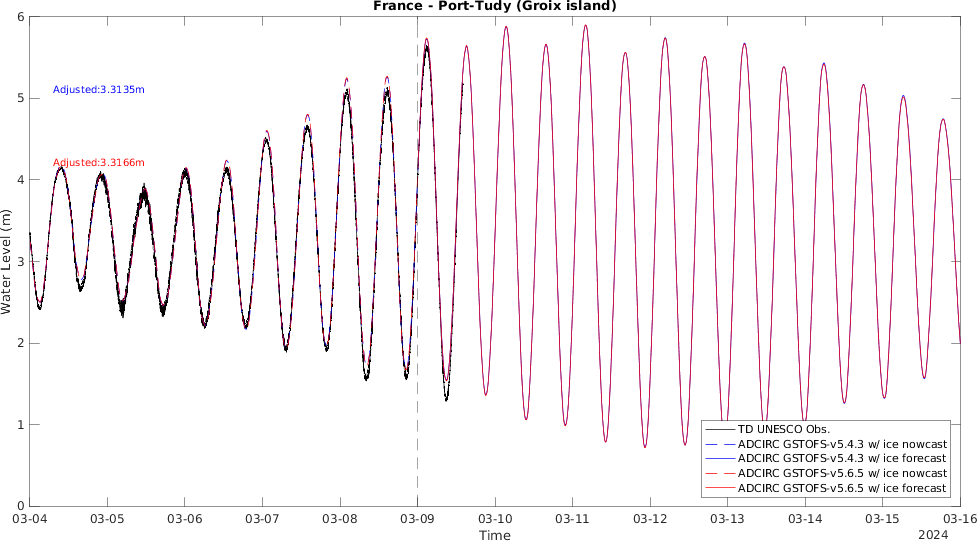 France - Port-Tudy (Groix island)
6
5
4
3
2
1
0
Water Level (m)
Adjusted:3.3135m
Adjusted:3.3166m
TD UNESCO Obs.
ADCIRC GSTOFS-v5.4.3 w/ ice nowcast
ADCIRC GSTOFS-v5.4.3 w/ ice forecast
ADCIRC GSTOFS-v5.6.5 w/ ice nowcast
ADCIRC GSTOFS-v5.6.5 w/ ice forecast
03-04 03-05 03-06 03-07 03-08 03-09 03-10 03-11 03-12 03-13 03-14 03-15 03-16
Time
2024